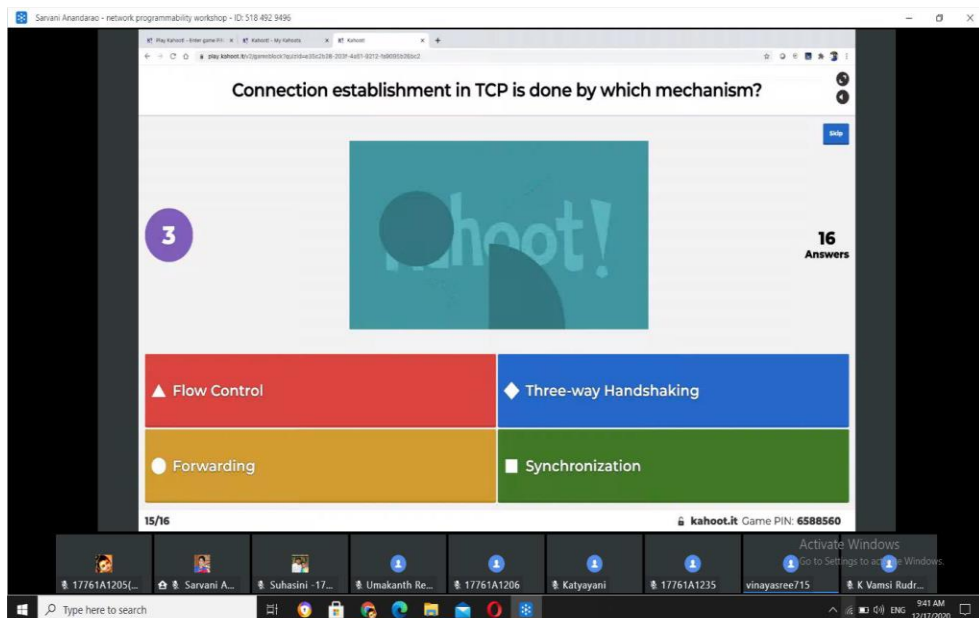 Sarvani Anandarao - network programmability workshop - ID: 518 492 9496
Play Kahoot! - Enter game PIN
Kahoot! - My Kahoots
Kahoot!
Connection establishment in TCP is done by which mechanism?
Skip
3
Kahoot!
16
Answers
Flow Control
Three-way Handshaking
Forwarding
Synchronization
15/16
kahoot.it Game PIN: 6588560
Activate Windows
Go to Settings to activate Windows.
17761A1205(...
Sarvani A...
Suhasini -17...
Umakanth Re...
17761A1206
Katyayani
17761A1235
vinayasree715
K Vamsi Rudr...
Type here to search
ENG
9:41 AM
12/17/2020